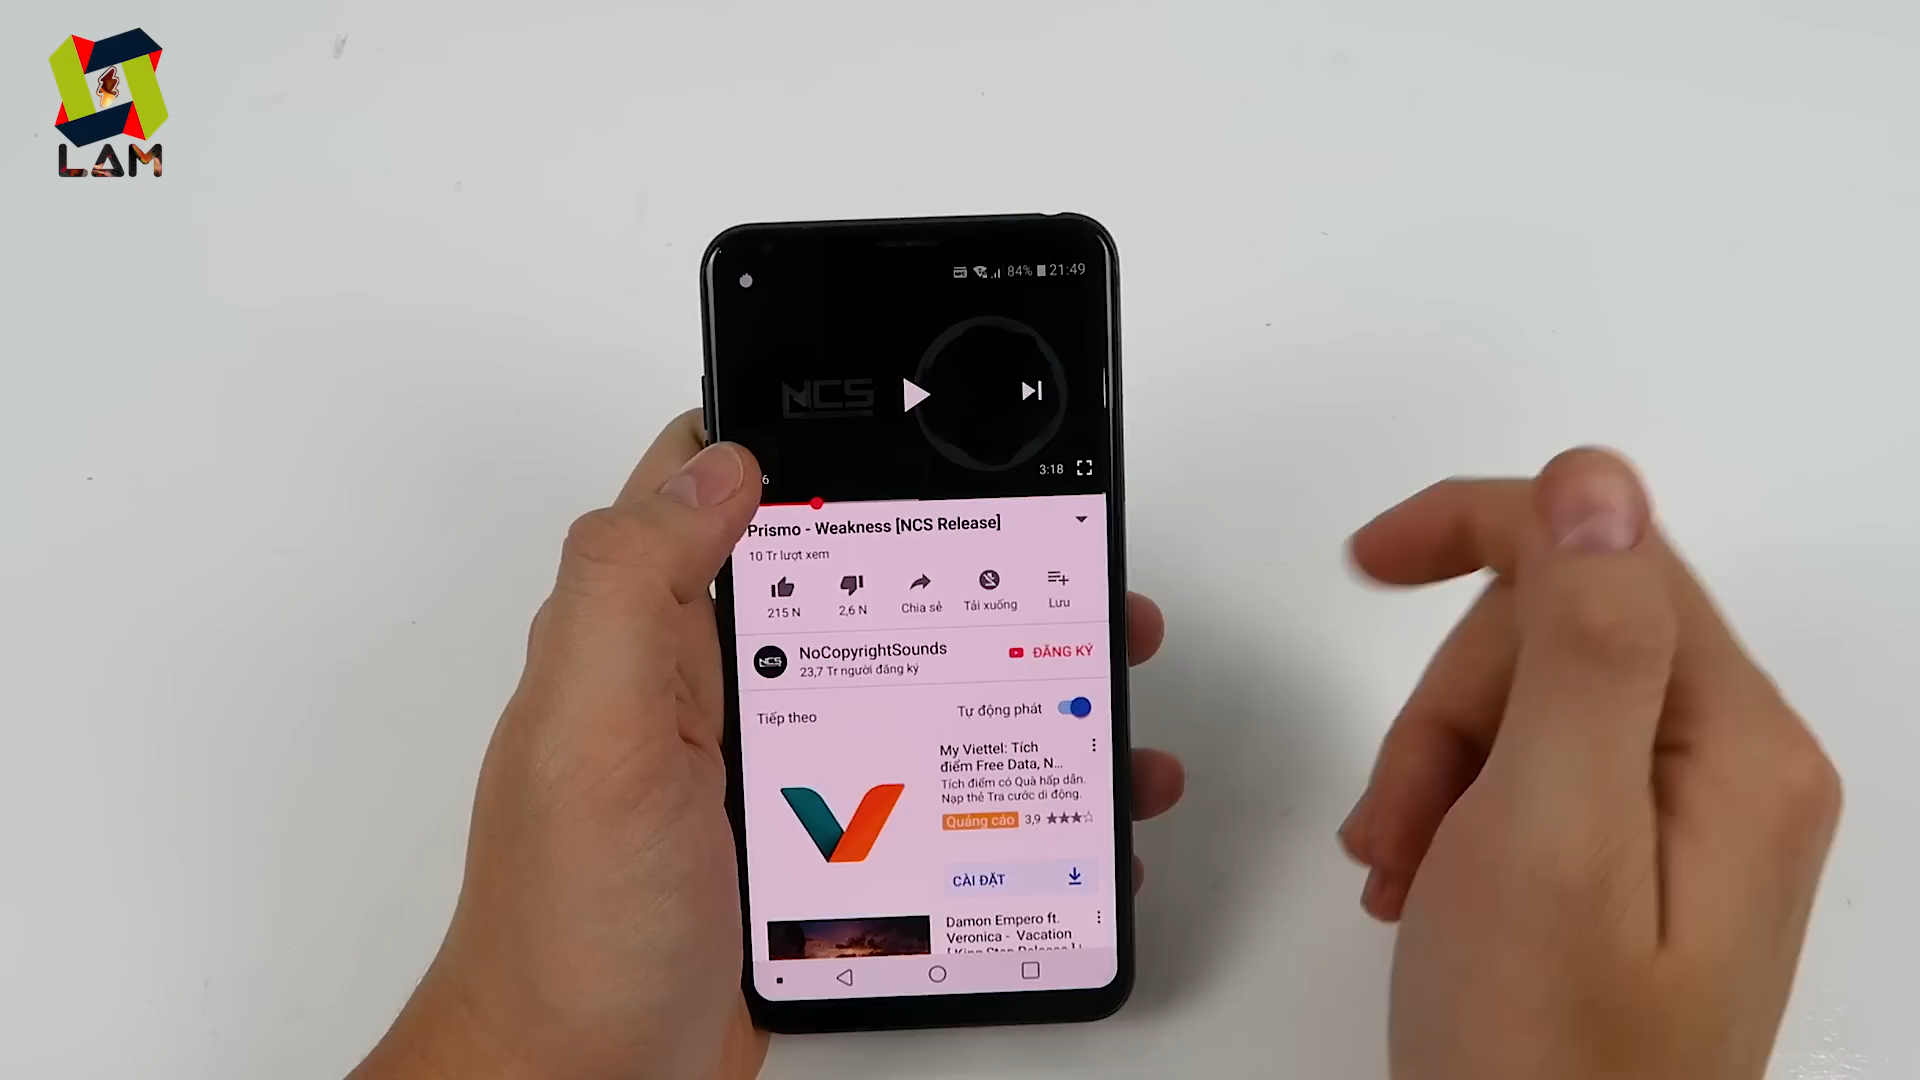 LAM
84% 21:49
NCS
3:18
Prismo - Weakness [NCS Release]
10 Tr lượt xem
215 N
2,6 N
Chia sẻ
Tải xuống
Lưu
NCS
NoCopyrightSounds
23,7 Tr người đăng ký
ĐĂNG KÝ
Tiếp theo
Tự động phát
My Viettel: Tích
điểm Free Data, N...
Tích điểm có Quà hấp dẫn.
Nạp thẻ Tra cước di động.
Quảng cáo 3,9
CÀI ĐẶT
Damon Empero ft.
Veronica - Vacation